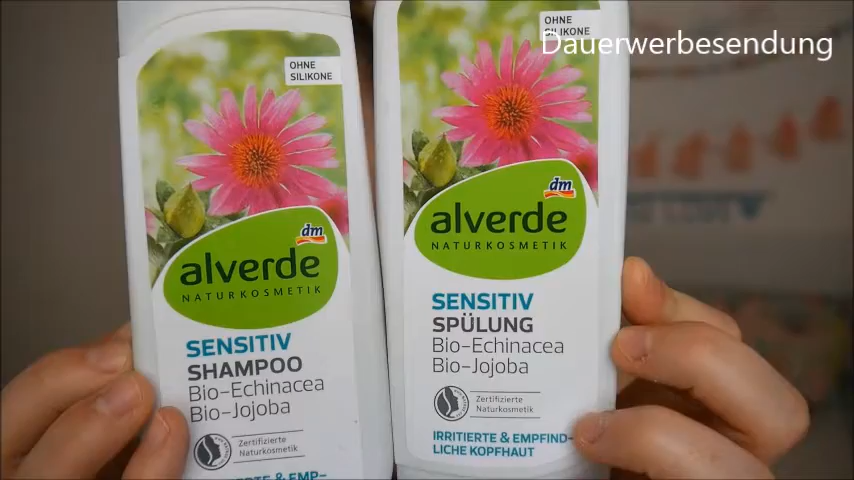 Dauerwerbesendung
OHNE
SILIKONE
dm
alverde
NATURKOSMETIK
SENSITIV
SHAMPOO
Bio-Echinacea
Bio-Jojoba
Zertifizierte
Naturkosmetik
OHNE
SILIKONE
dm
alverde
NATURKOSMETIK
SENSITIV
SPÜLUNG
Bio-Echinacea
Bio-Jojoba
Zertifizierte
Naturkosmetik
IRRITIERTE & EMPFIND-
LICHE KOPFHAUT